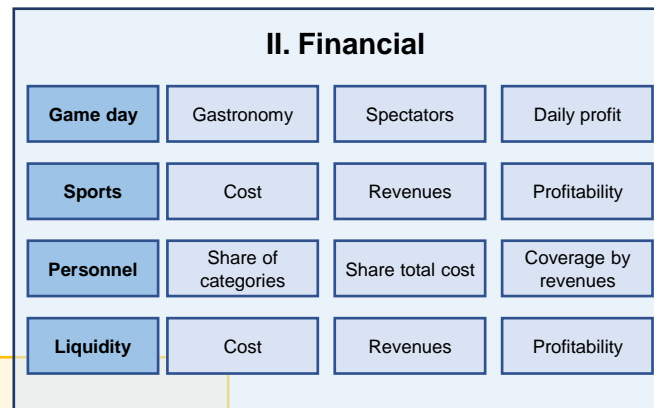 II. Financial
Game day Gastronomy Spectators Daily profit
Sports Cost Revenues Profitability
Personnel Share of categories Share total cost Coverage by revenues
Liquidity Cost Revenues Profitability